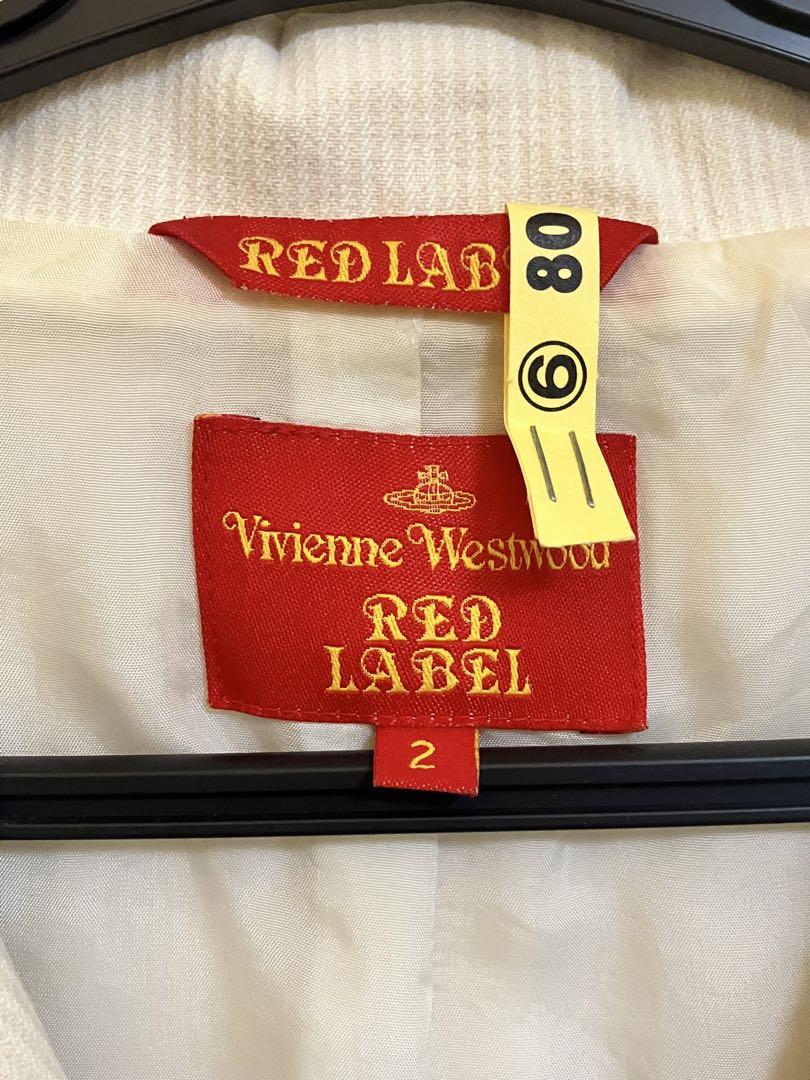 RED LAB
80
⑥
Vivienne Westwood
RED
LABEL
2